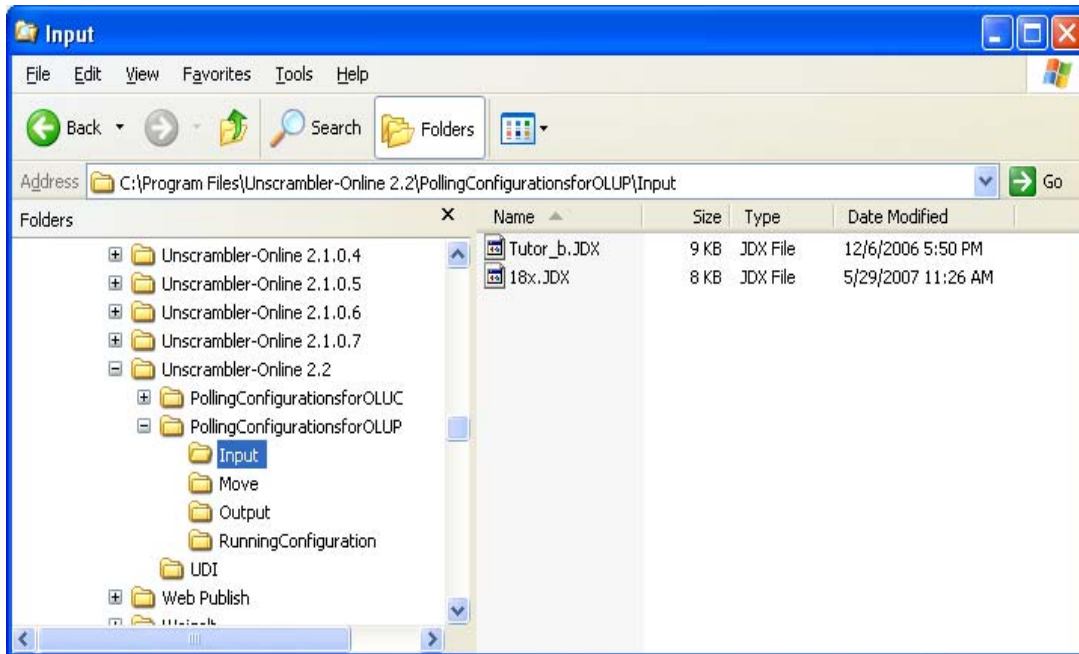 Input
File Edit View Favorites Tools Help
Back Search Folders
Address C:\Program Files\Unscrambler-Online 2.2\PollingConfigurationsforOLUP\Input Go
Folders x Name Size Type Date Modified
Unscrambler-Online 2.1.0.4
Unscrambler-Online 2.1.0.5
Unscrambler-Online 2.1.0.6
Unscrambler-Online 2.1.0.7
Unscrambler-Online 2.2
PollingConfigurationsforOLUC
PollingConfigurationsforOLUP
Input
Move
Output
RunningConfiguration
UDI
Web Publish
Tutor_b.JDX 9 KB JDX File 12/6/2006 5:50 PM
18x.JDX 8 KB JDX File 5/29/2007 11:26 AM